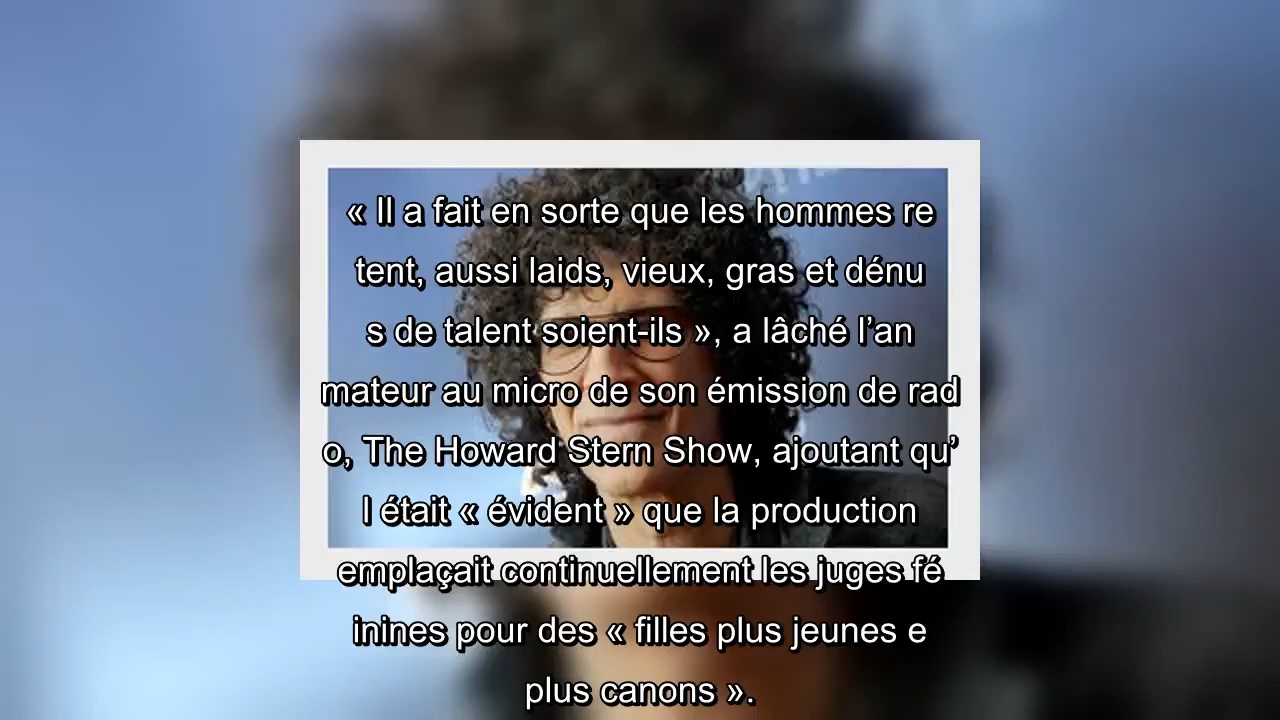 « Il a fait en sorte que les hommes re
tent, aussi laids, vieux, gras et dénu
s de talent soient-ils », a lâché l’an
mateur au micro de son émission de rad
o, The Howard Stern Show, ajoutant qu’
l était « évident » que la production
emplaçait continuellement les juges fé
inines pour des « filles plus jeunes e
plus canons ».